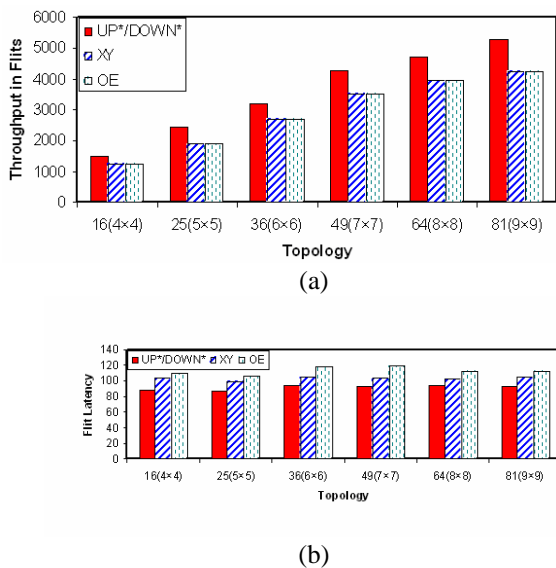 6000
5000
4000
3000
2000
1000
0
Throughput in Flits
UP*/DOWN*
XY
OE
16(4×4) 25(5×5) 36(6×6) 49(7×7) 64(8×8) 81(9×9)
Topology
(a)
140
120
100
80
60
40
20
0
Flit Latency
UP*/DOWN* XY OE
16(4×4) 25(5×5) 36(6×6) 49(7×7) 64(8×8) 81(9×9)
Topology
(b)